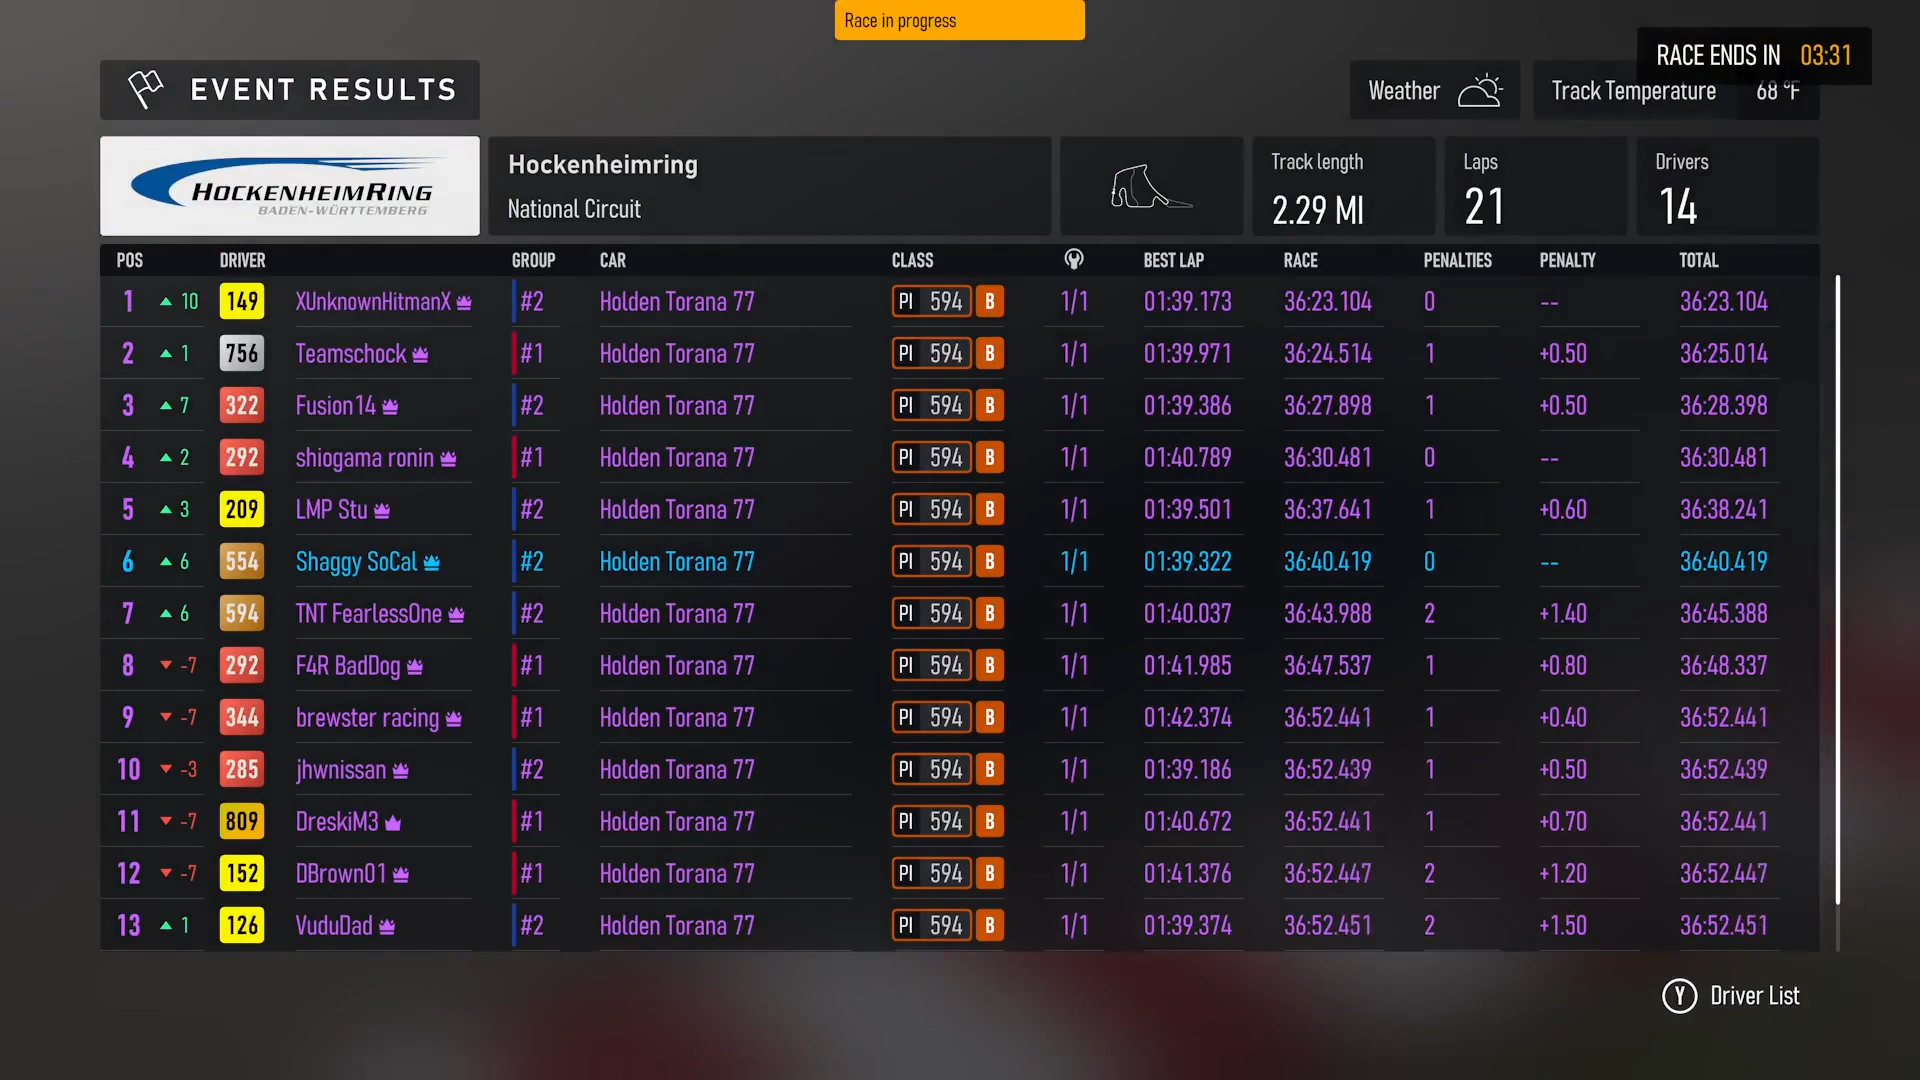 Race in progress
RACE ENDS IN 03:31
EVENT RESULTS
Weather
Track Temperature 68 °F
HOCKENHEIMRING
BADEN-WÜRTTEMBERG
Hockenheimring
National Circuit
Track length
2.29 MI
Laps
21
Drivers
14
POS DRIVER GROUP CAR CLASS BEST LAP RACE PENALTIES PENALTY TOTAL
1 10 149 XUnknownHitmanX #2 Holden Torana 77 PI 594 B 1/1 01:39.173 36:23.104 0 -- 36:23.104
2 1 756 Teamschock #1 Holden Torana 77 PI 594 B 1/1 01:39.971 36:24.514 1 +0.50 36:25.014
3 7 322 Fusion14 #2 Holden Torana 77 PI 594 B 1/1 01:39.386 36:27.898 1 +0.50 36:28.398
4 2 292 shiogama ronin #1 Holden Torana 77 PI 594 B 1/1 01:40.789 36:30.481 0 -- 36:30.481
5 3 209 LMP Stu #2 Holden Torana 77 PI 594 B 1/1 01:39.501 36:37.641 1 +0.60 36:38.241
6 6 554 Shaggy SoCal #2 Holden Torana 77 PI 594 B 1/1 01:39.322 36:40.419 0 -- 36:40.419
7 6 594 TNT FearlessOne #2 Holden Torana 77 PI 594 B 1/1 01:40.037 36:43.988 2 +1.40 36:45.388
8 -7 292 F4R BadDog #1 Holden Torana 77 PI 594 B 1/1 01:41.985 36:47.537 1 +0.80 36:48.337
9 -7 344 brewster racing #1 Holden Torana 77 PI 594 B 1/1 01:42.374 36:52.441 1 +0.40 36:52.441
10 -3 285 jhwnissan #2 Holden Torana 77 PI 594 B 1/1 01:39.186 36:52.439 1 +0.50 36:52.439
11 -7 809 DreskiM3 #1 Holden Torana 77 PI 594 B 1/1 01:40.672 36:52.441 1 +0.70 36:52.441
12 -7 152 DBrown01 #1 Holden Torana 77 PI 594 B 1/1 01:41.376 36:52.447 2 +1.20 36:52.447
13 1 126 VuduDad #2 Holden Torana 77 PI 594 B 1/1 01:39.374 36:52.451 2 +1.50 36:52.451
Y Driver List